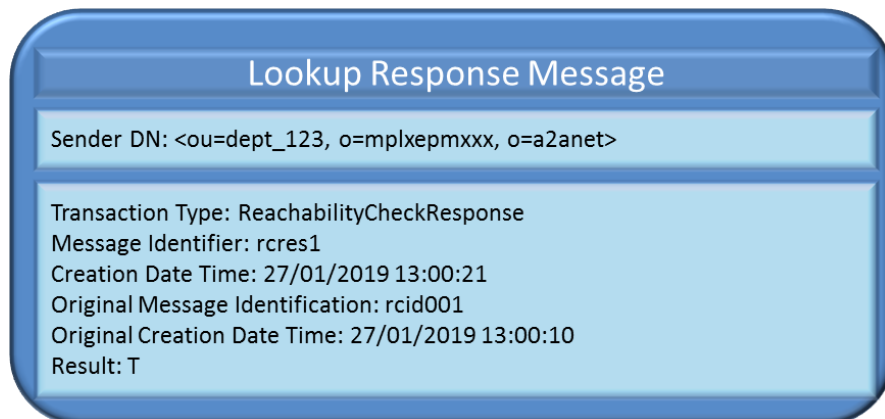 Lookup Response Message
Sender DN: <ou=dept_123, o=mplxepmxxx, o=a2anet>
Transaction Type: ReachabilityCheckResponse
Message Identifier: rcres1
Creation Date Time: 27/01/2019 13:00:21
Original Message Identification: rcid001
Original Creation Date Time: 27/01/2019 13:00:10
Result: T